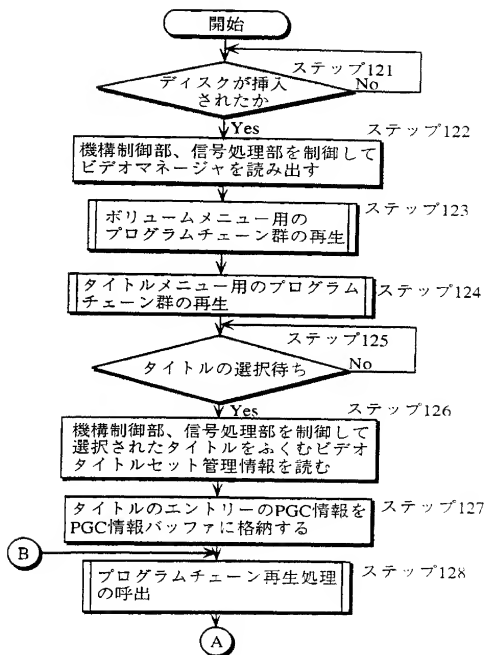 開始
ステップ121
ディスクが挿入
されたか
No
Yes
ステップ122
機構制御部、信号処理部を制御して
ビデオマネージャを読み出す
ステップ123
ボリュームメニュー用の
プログラムチェーン群の再生
ステップ124
タイトルメニュー用のプログラム
チェーン群の再生
ステップ125
タイトルの選択待ち
No
Yes
ステップ126
機構制御部、信号処理部を制御して
選択されたタイトルをふくむビデオ
タイトルセット管理情報を読む
ステップ127
タイトルのエントリーのPGC情報を
PGC情報バッファに格納する
B
ステップ128
プログラムチェーン再生処理
の呼出
A